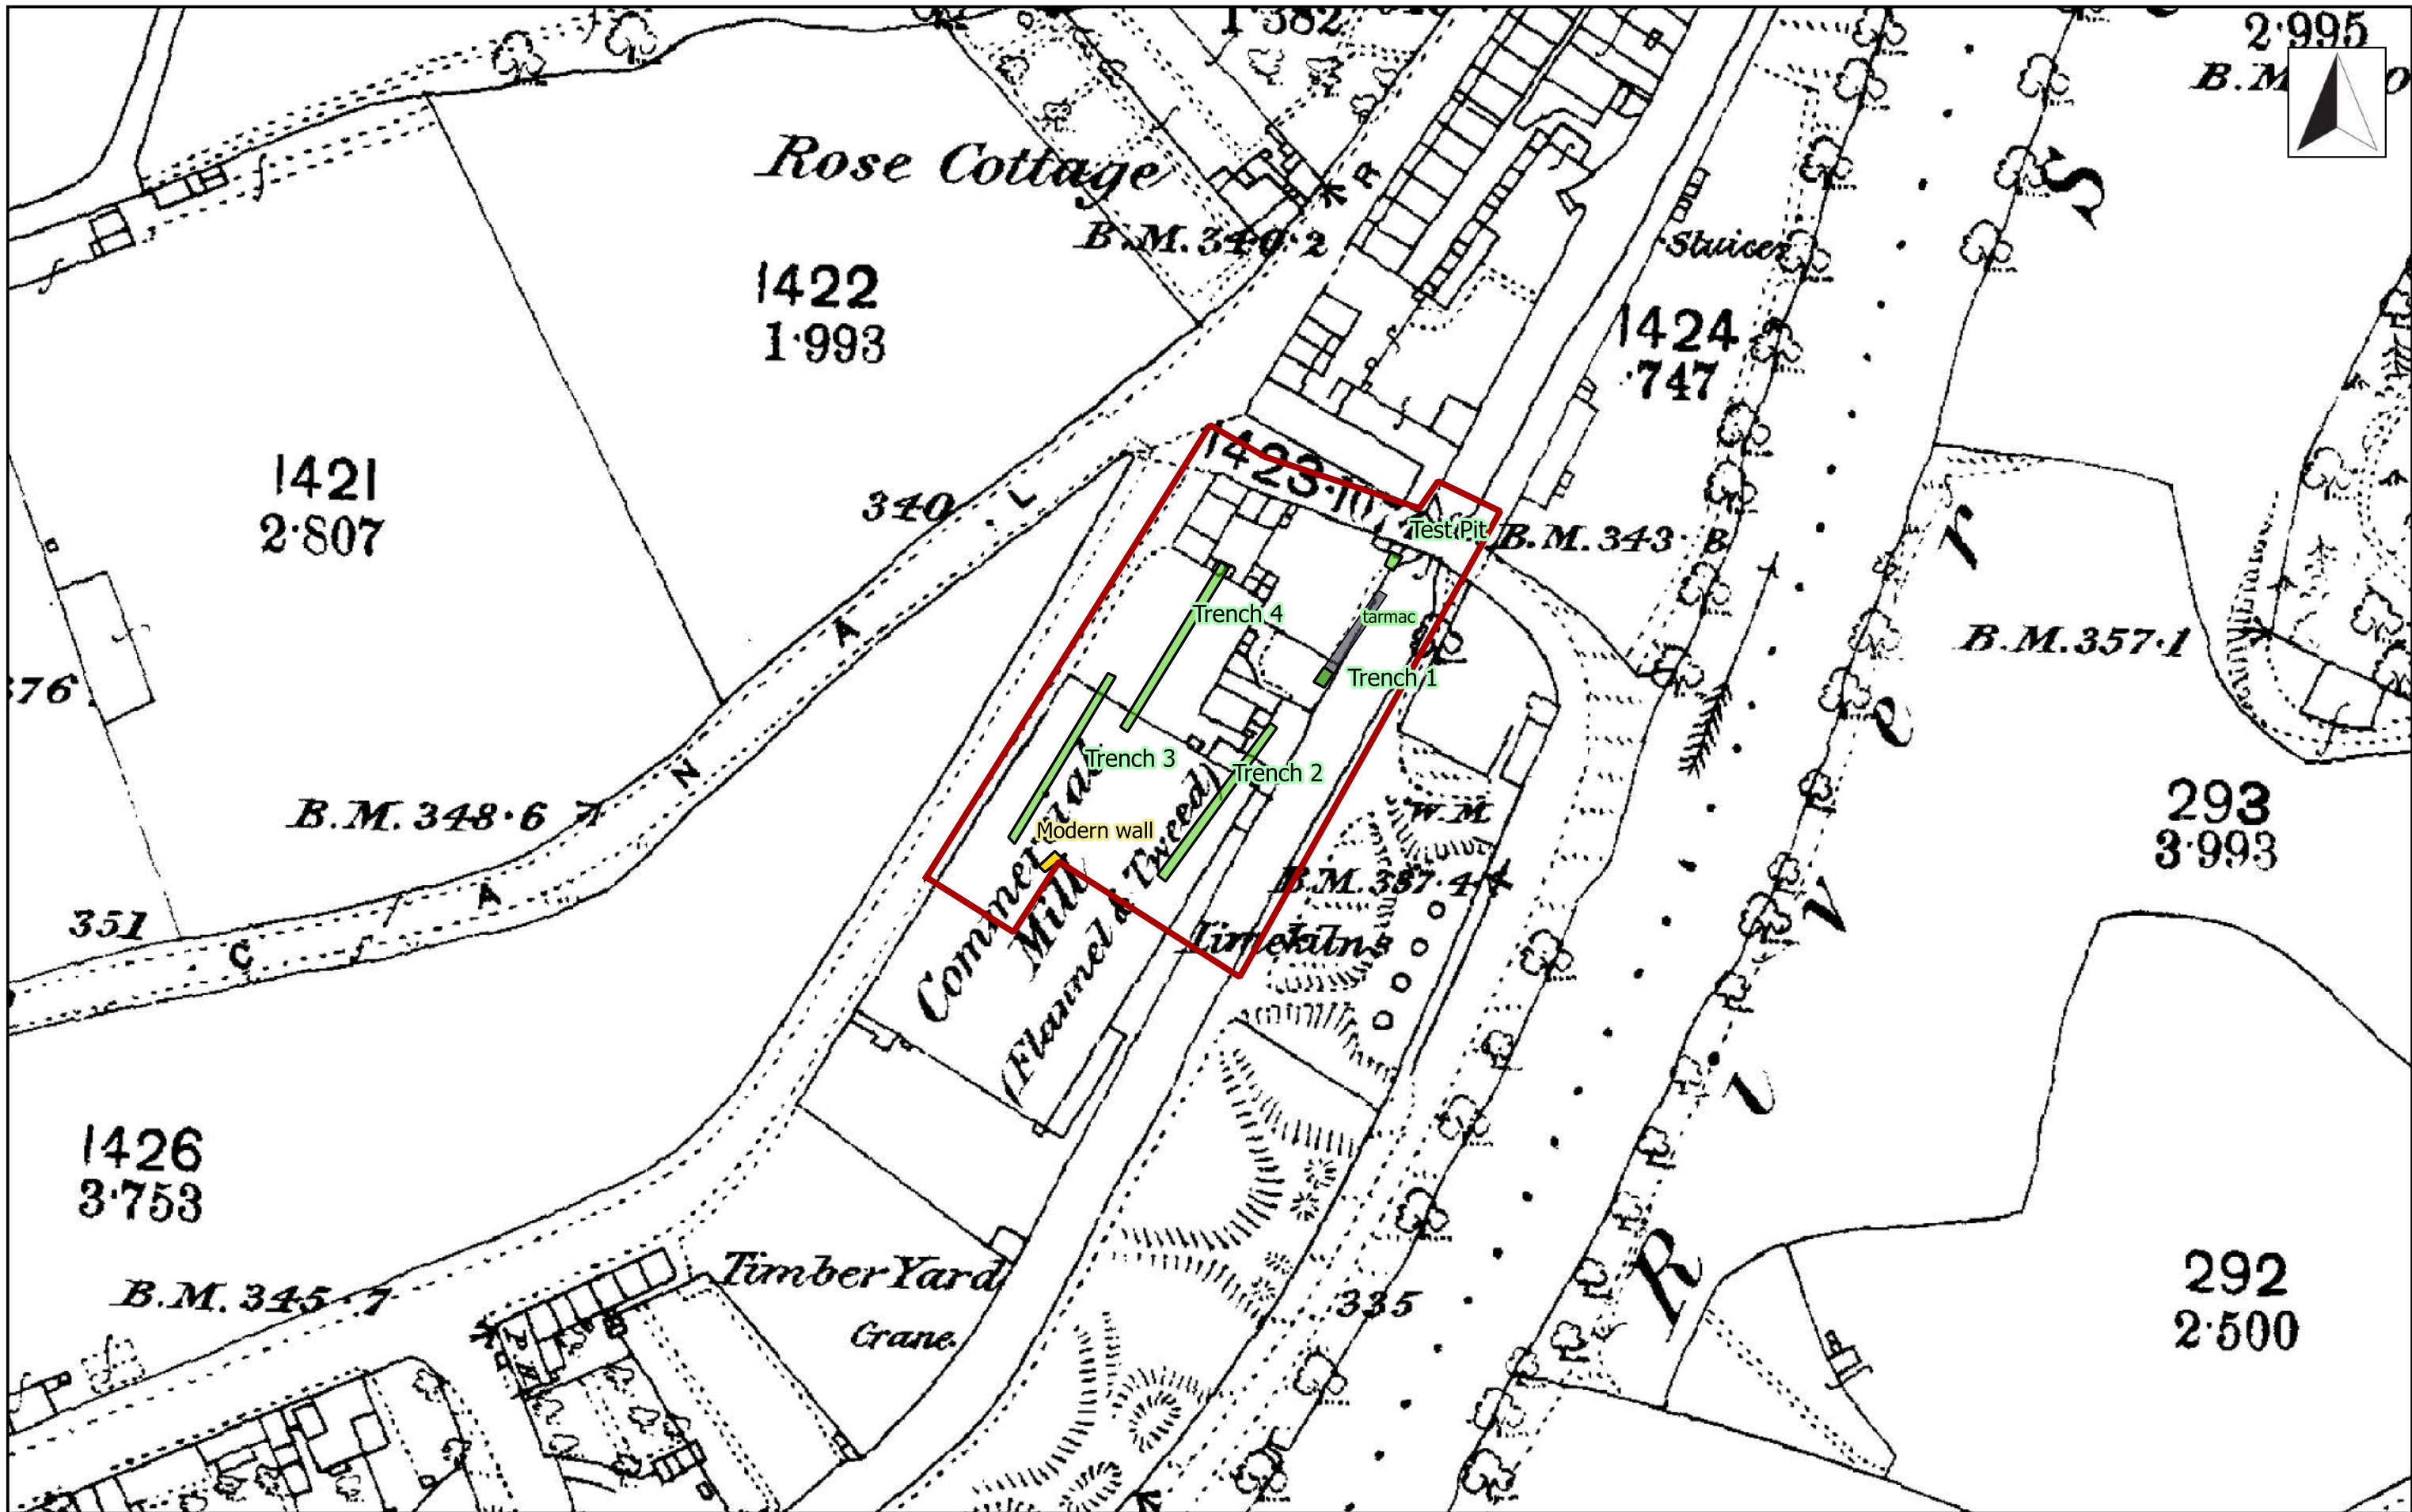 1·382
2·995
B.M.
Rose Cottage
B.M. 340·2
R
S
Sluices
1422
1·993
1424
·747
1421
2·807
1423·
340
L
A
N
A
C
Test Pit
B.M. 343·8
Trench 4
tarmac
Trench 1
B.M. 357·1
376
Trench 3
Trench 2
Modern wall
B.M. 348·6
W.M.
293
3·993
351
Commercial
Mill
(Flannel & Tweed)
B.M. 337·4
Limekilns
R i v e r
1426
3·753
Timber Yard
Crane
B.M. 345·7
335
292
2·500